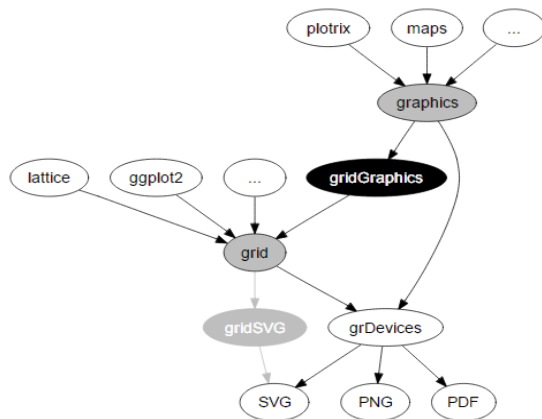 plotrix
maps
...
graphics
gridGraphics
lattice
ggplot2
...
grid
gridSVG
grDevices
SVG
PNG
PDF